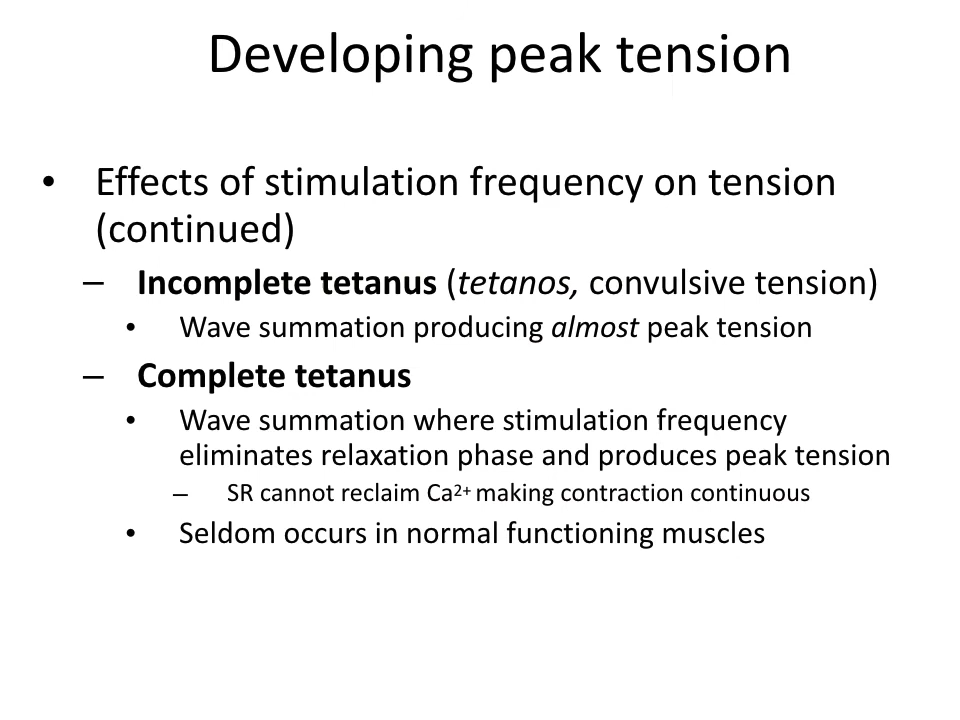 Developing peak tension
• Effects of stimulation frequency on tension
(continued)
– Incomplete tetanus (tetanos, convulsive tension)
• Wave summation producing almost peak tension
– Complete tetanus
• Wave summation where stimulation frequency
eliminates relaxation phase and produces peak tension
– SR cannot reclaim Ca²⁺ making contraction continuous
• Seldom occurs in normal functioning muscles